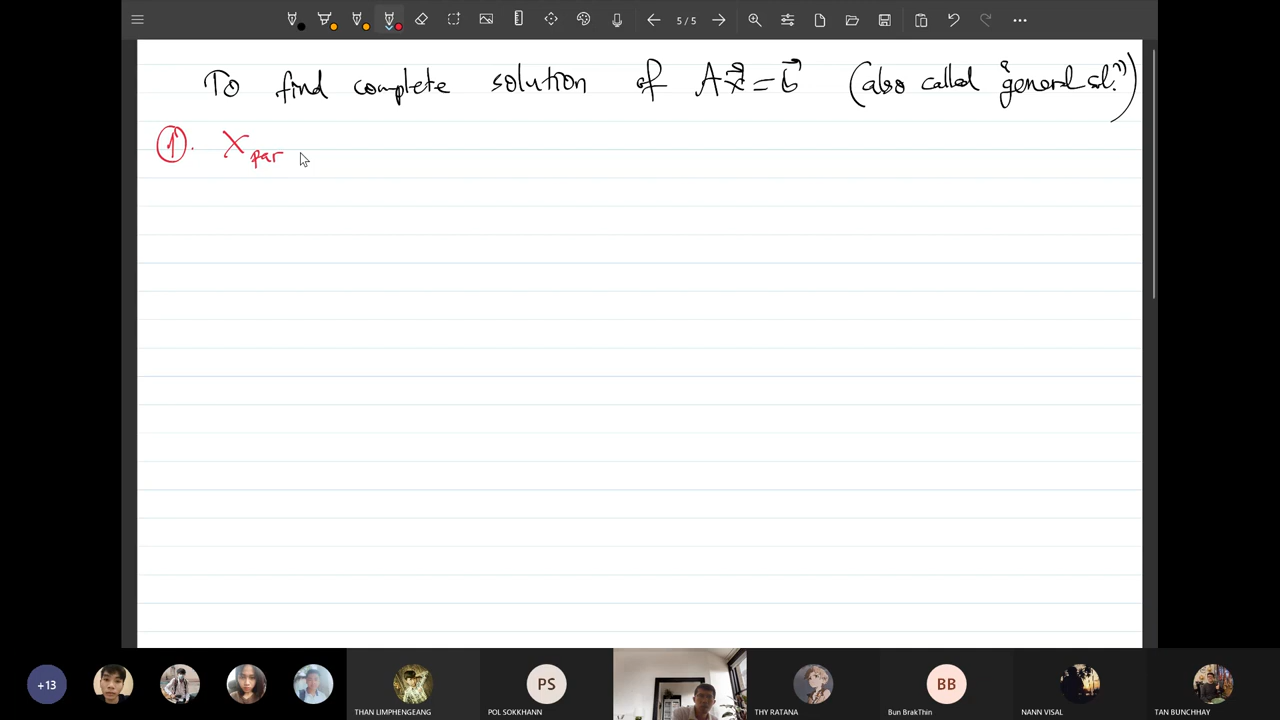 5/5
To find complete solution of Ax⃗ = b⃗ (also called "general sol.")
①. X_par
+13
THAN LIMPHENGEANG
PS
POL SOKKHANN
THY RATANA
BB
Bun BrakThin
NANN VISAL
TAN BUNCHHAY